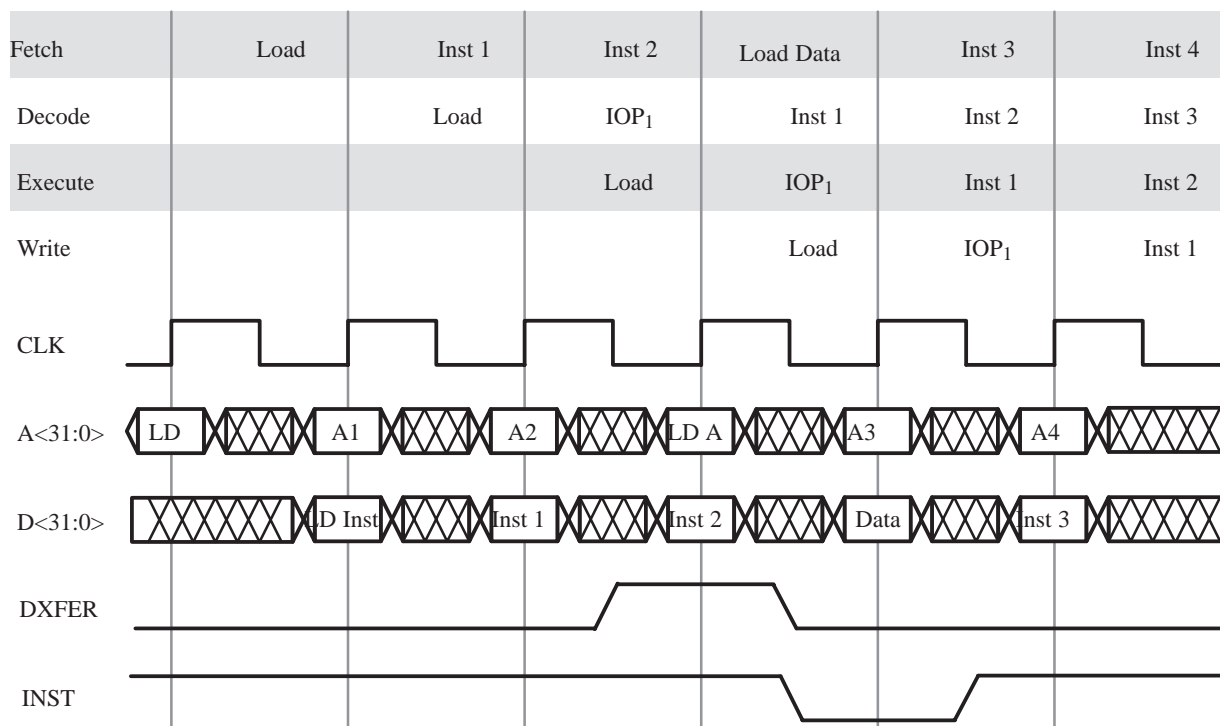 Fetch Load Inst 1 Inst 2 Load Data Inst 3 Inst 4
Decode Load IOP1 Inst 1 Inst 2 Inst 3
Execute Load IOP1 Inst 1 Inst 2
Write Load IOP1 Inst 1
CLK
A<31:0> LD A1 A2 LD A A3 A4
D<31:0> LD Inst Inst 1 Inst 2 Data Inst 3
DXFER
INST